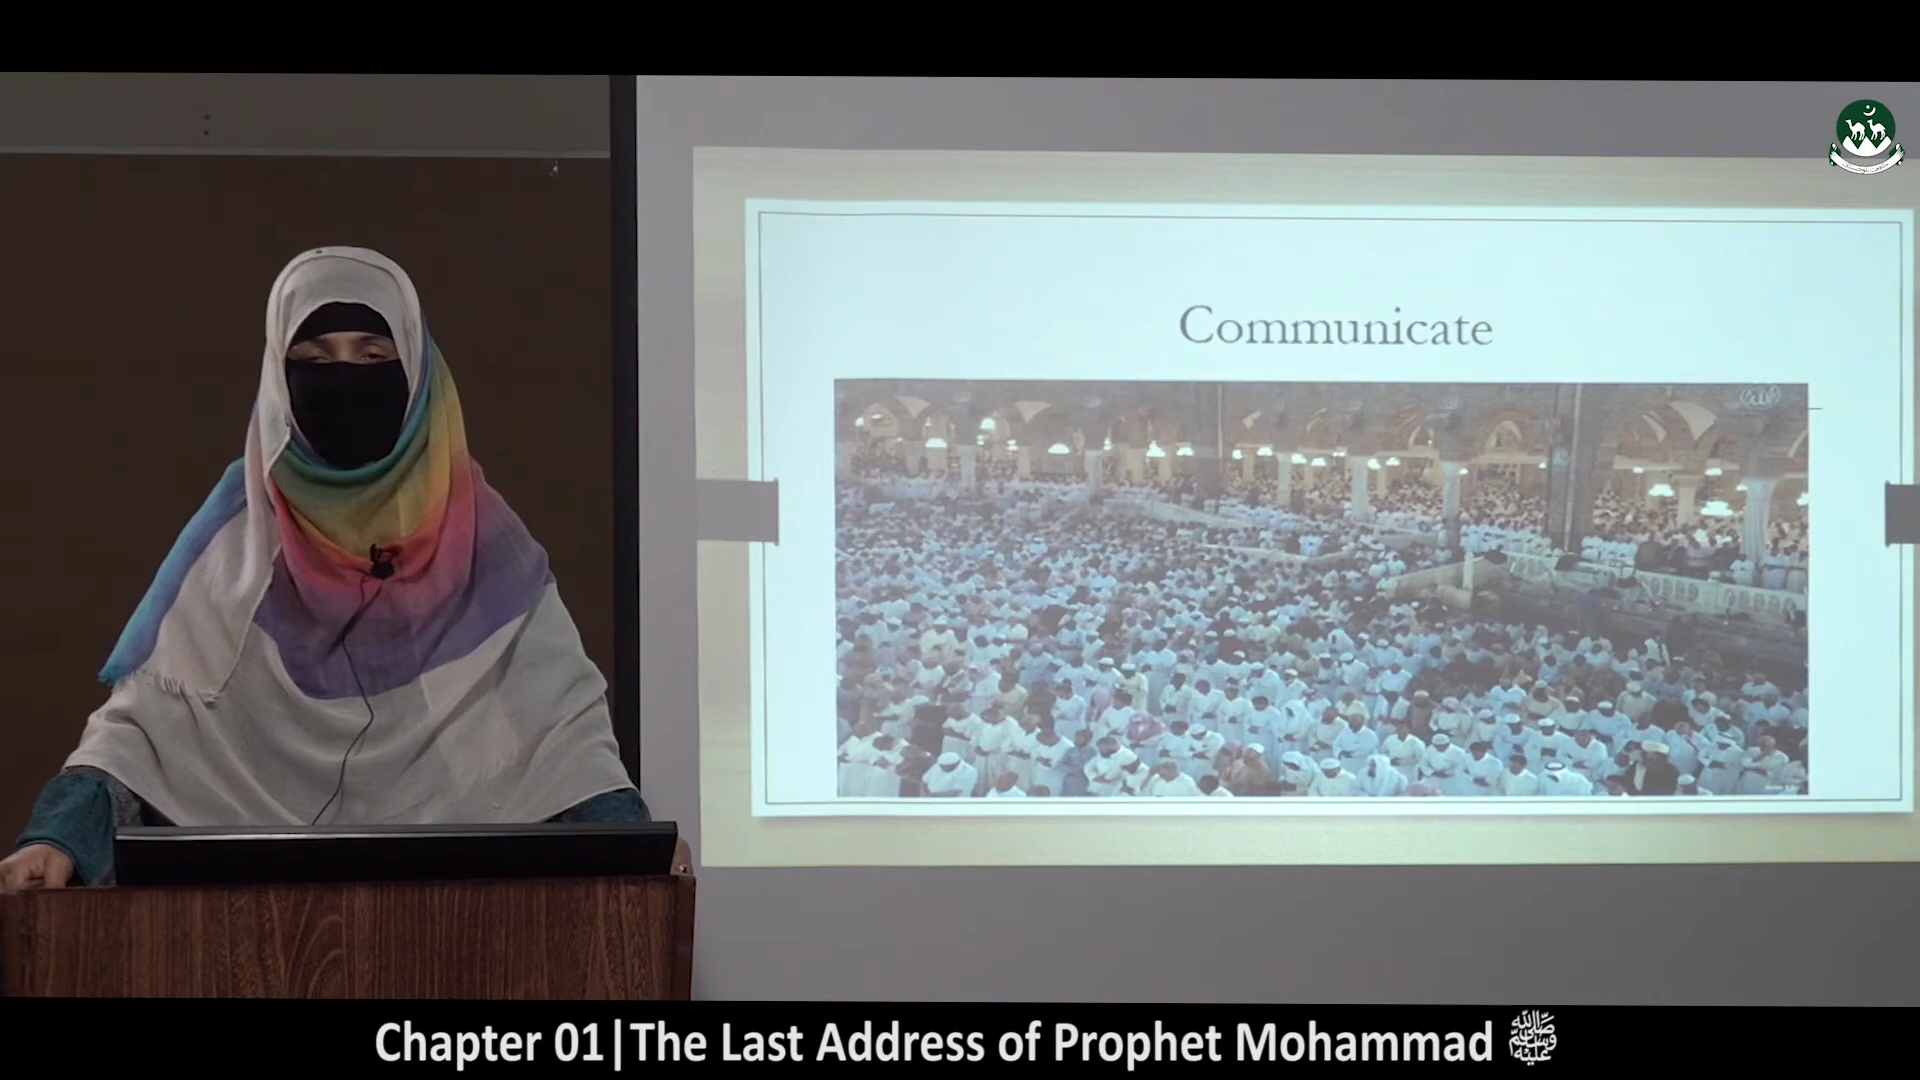 Communicate
Chapter 01|The Last Address of Prophet Mohammad ﷺ